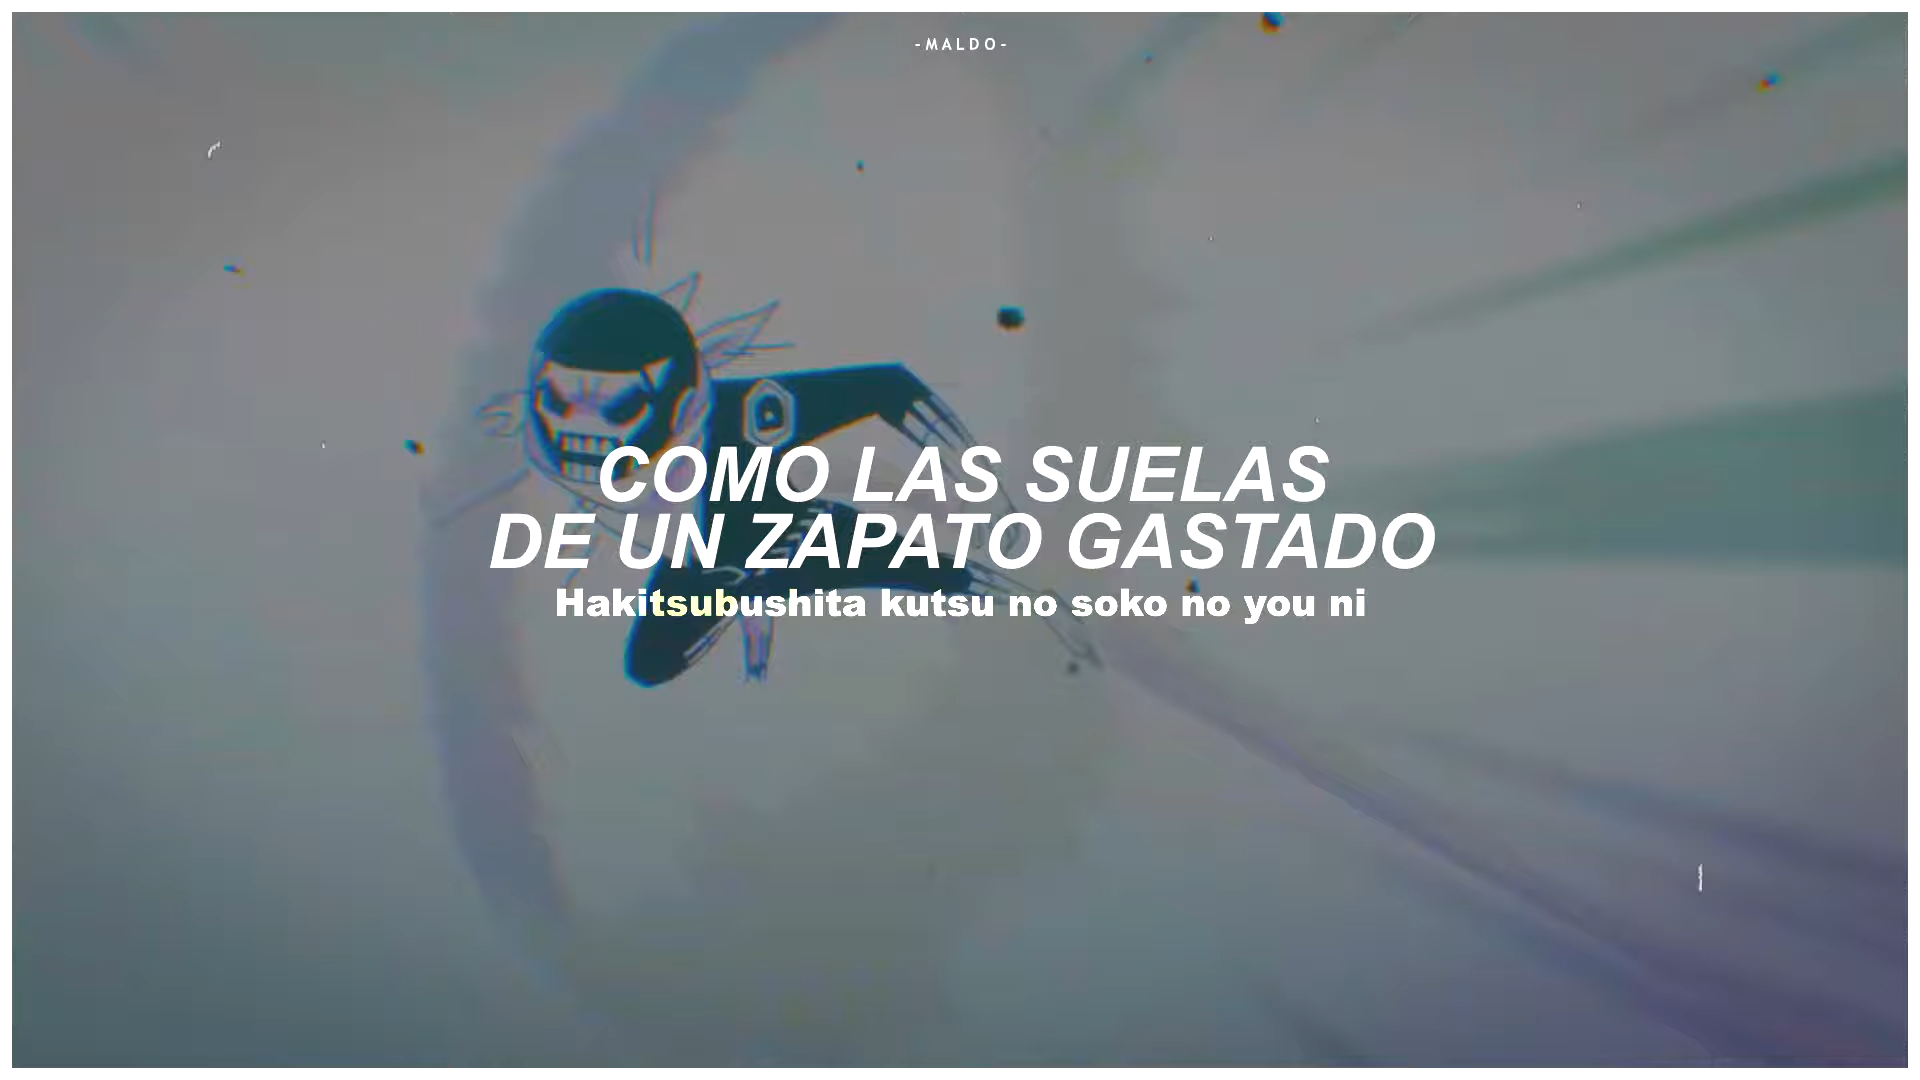 -MALDO-
COMO LAS SUELAS
DE UN ZAPATO GASTADO
Hakitsubushita kutsu no soko no you ni